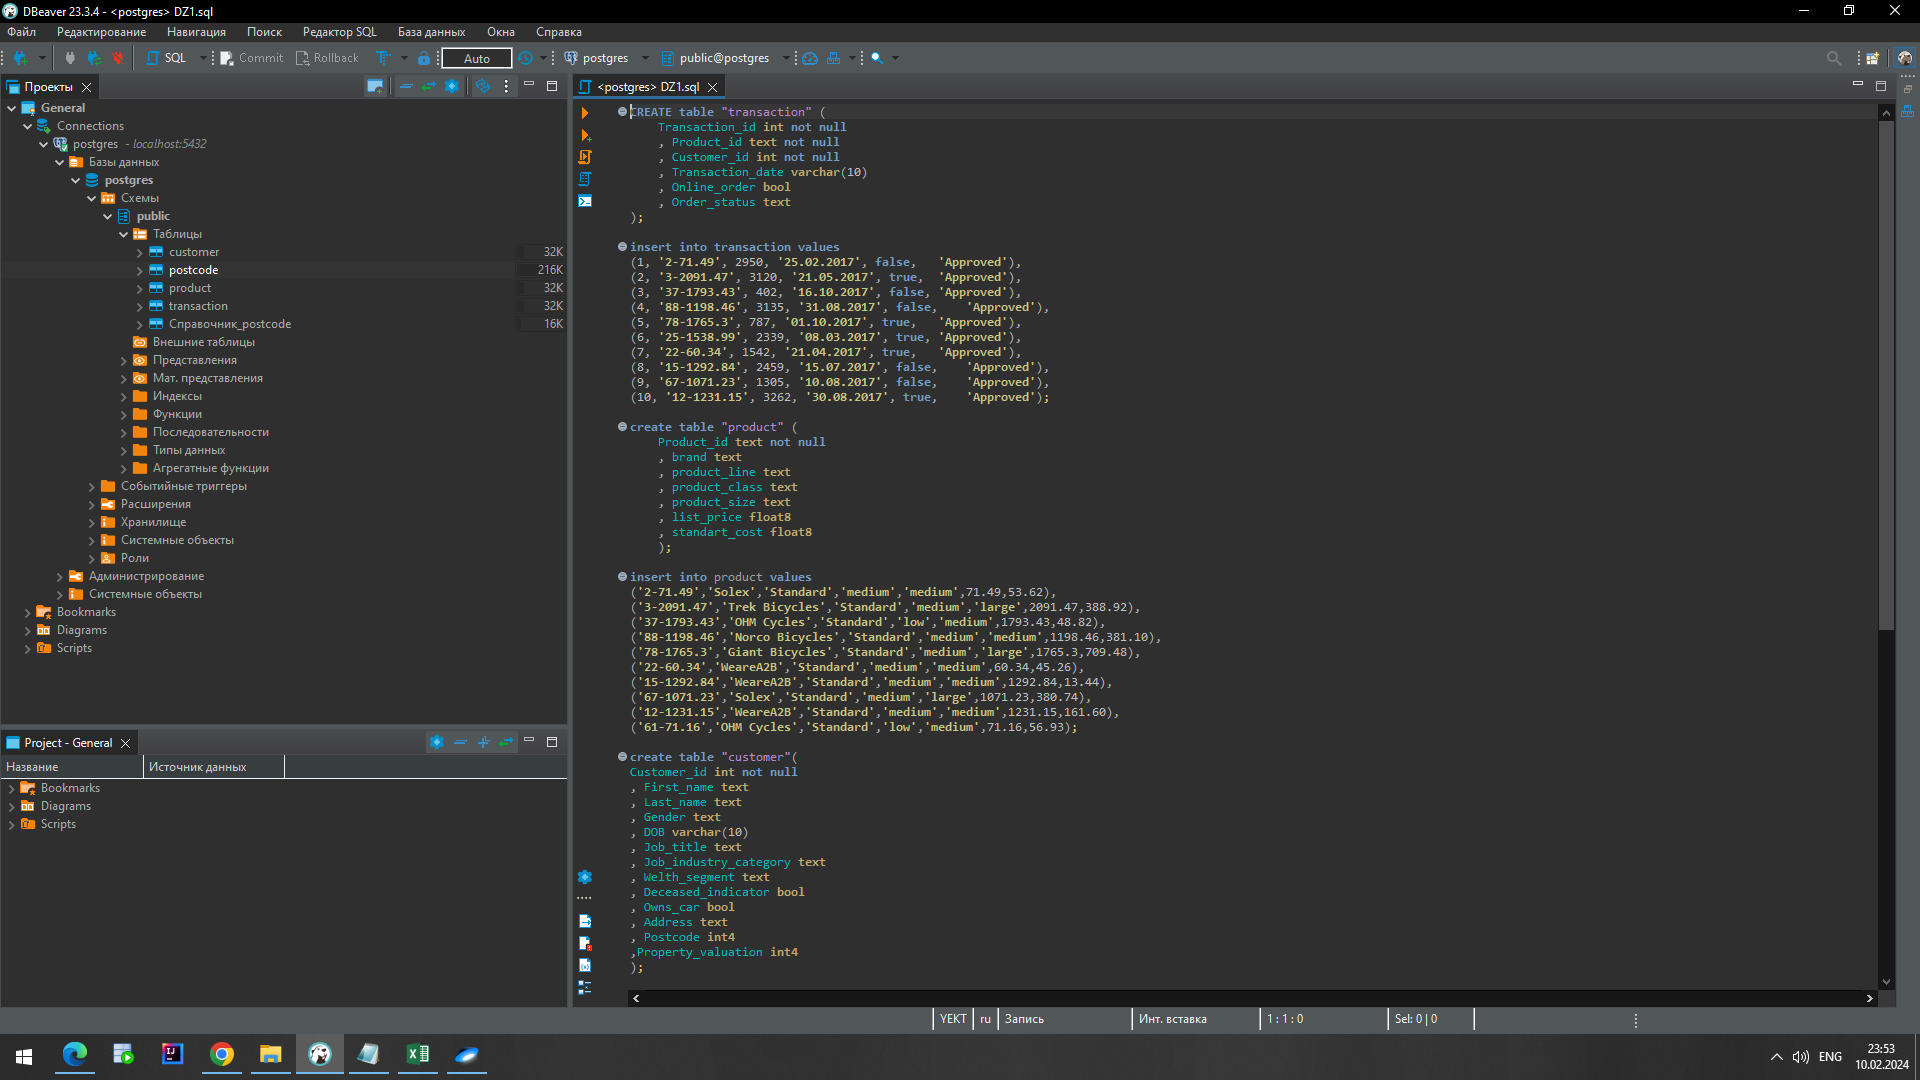 DBeaver 23.3.4 - <postgres> DZ1.sql
Файл Редактирование Навигация Поиск Редактор SQL База данных Окна Справка
SQL Commit Rollback Auto postgres public@postgres
Проекты
General
Connections
postgres - localhost:5432
Базы данных
postgres
Схемы
public
Таблицы
customer 32K
postcode 216K
product 32K
transaction 32K
Справочник_postcode 16K
Внешние таблицы
Представления
Мат. представления
Индексы
Функции
Последовательности
Типы данных
Агрегатные функции
Событийные триггеры
Расширения
Хранилище
Системные объекты
Роли
Администрирование
Системные объекты
Bookmarks
Diagrams
Scripts
Project - General
Название Источник данных
Bookmarks
Diagrams
Scripts
<postgres> DZ1.sql
CREATE table "transaction" (
Transaction_id int not null
, Product_id text not null
, Customer_id int not null
, Transaction_date varchar(10)
, Online_order bool
, Order_status text
);
insert into transaction values
(1, '2-71.49', 2950, '25.02.2017', false, 'Approved'),
(2, '3-2091.47', 3120, '21.05.2017', true, 'Approved'),
(3, '37-1793.43', 402, '16.10.2017', false, 'Approved'),
(4, '88-1198.46', 3135, '31.08.2017', false, 'Approved'),
(5, '78-1765.3', 787, '01.10.2017', true, 'Approved'),
(6, '25-1538.99', 2339, '08.03.2017', true, 'Approved'),
(7, '22-60.34', 1542, '21.04.2017', true, 'Approved'),
(8, '15-1292.84', 2459, '15.07.2017', false, 'Approved'),
(9, '67-1071.23', 1305, '10.08.2017', false, 'Approved'),
(10, '12-1231.15', 3262, '30.08.2017', true, 'Approved');
create table "product" (
Product_id text not null
, brand text
, product_line text
, product_class text
, product_size text
, list_price float8
, standart_cost float8
);
insert into product values
('2-71.49','Solex','Standard','medium','medium',71.49,53.62),
('3-2091.47','Trek Bicycles','Standard','medium','large',2091.47,388.92),
('37-1793.43','OHM Cycles','Standard','low','medium',1793.43,48.82),
('88-1198.46','Norco Bicycles','Standard','medium','medium',1198.46,381.10),
('78-1765.3','Giant Bicycles','Standard','medium','large',1765.3,709.48),
('22-60.34','WeareA2B','Standard','medium','medium',60.34,45.26),
('15-1292.84','WeareA2B','Standard','medium','medium',1292.84,13.44),
('67-1071.23','Solex','Standard','medium','large',1071.23,380.74),
('12-1231.15','WeareA2B','Standard','medium','medium',1231.15,161.60),
('61-71.16','OHM Cycles','Standard','low','medium',71.16,56.93);
create table "customer"(
Customer_id int not null
, First_name text
, Last_name text
, Gender text
, DOB varchar(10)
, Job_title text
, Job_industry_category text
, Welth_segment text
, Deceased_indicator bool
, Owns_car bool
, Address text
, Postcode int4
,Property_valuation int4
);
YEKT ru Запись Инт. вставка 1 : 1 : 0 Sel: 0 | 0
ENG
23:53
10.02.2024